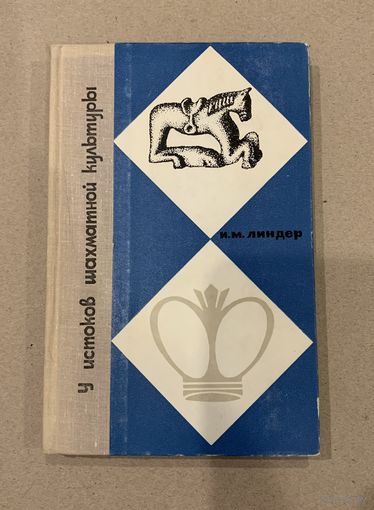 у истоков шахматной культуры
и.м.линдер